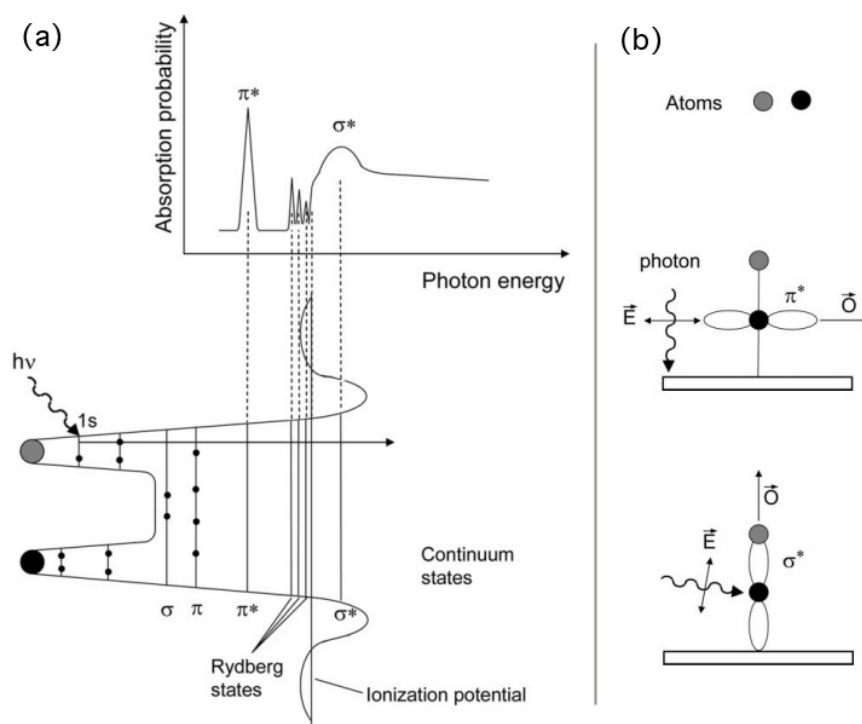 (a)
Absorption probability
π*
σ*
Photon energy
hν
1s
Continuum
states
σ
π
π*
σ*
Rydberg
states
Ionization potential
(b)
Atoms
photon
π*
E⃗
O⃗
O⃗
E⃗
σ*